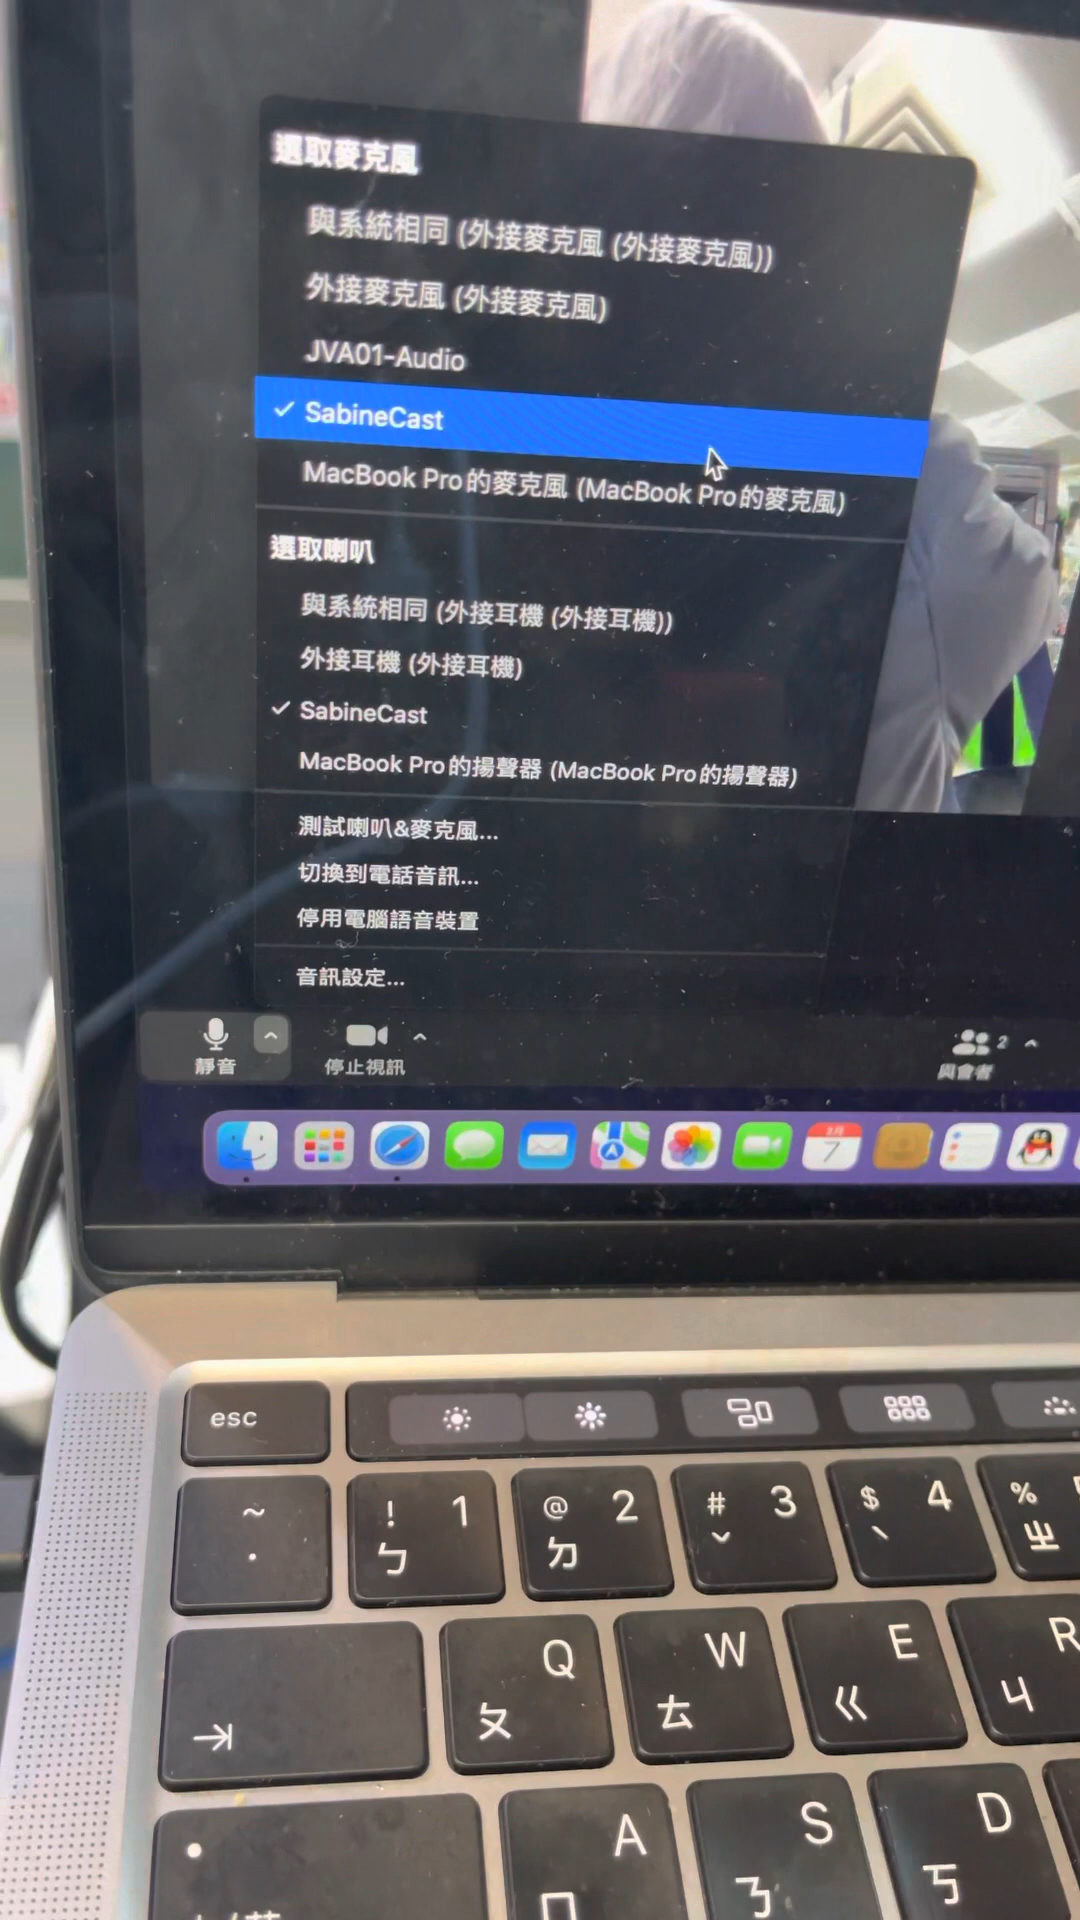 選取麥克風
與系統相同 (外接麥克風 (外接麥克風))
外接麥克風 (外接麥克風)
JVA01-Audio
✓ SabineCast
MacBook Pro的麥克風 (MacBook Pro的麥克風)
選取喇叭
與系統相同 (外接耳機 (外接耳機))
外接耳機 (外接耳機)
✓ SabineCast
MacBook Pro的揚聲器 (MacBook Pro的揚聲器)
測試喇叭&麥克風...
切換到電話音訊...
停用電腦語音裝置
音訊設定...
靜音
停止視訊
2
與會者
7
esc
~ ·
! 1 ㄅ
@ 2 ㄉ
# 3 ˇ
$ 4 ˋ
% ㄓ
Q ㄆ
W ㄊ
E ㄍ
R ㄐ
A ㄇ
S ㄋ
D ㄎ